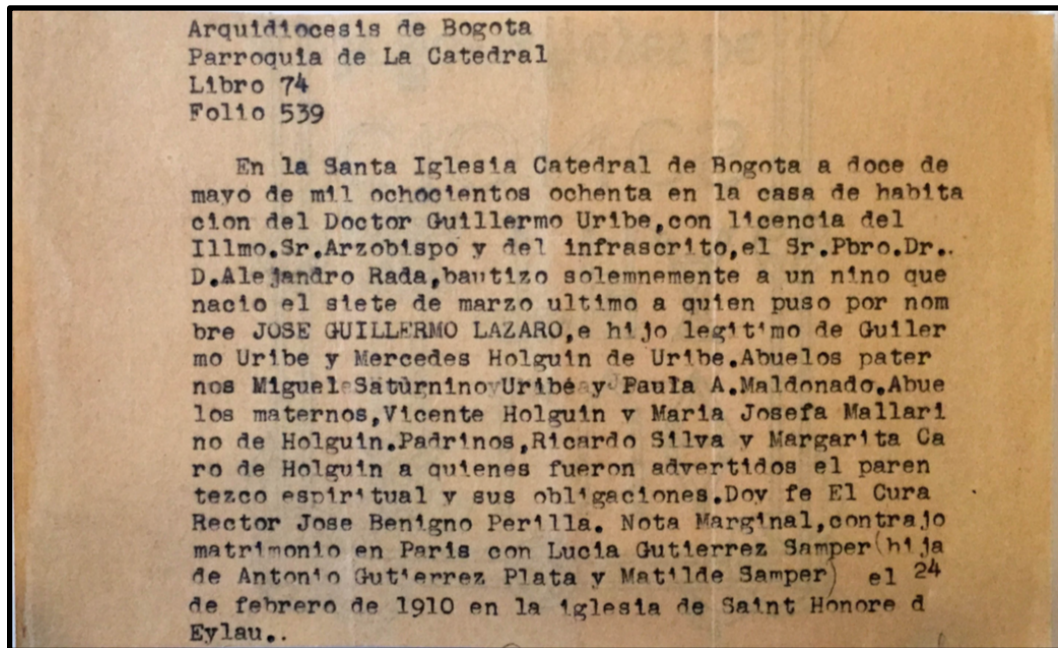 Arquidiocesis de Bogota
Parroquia de La Catedral
Libro 74
Folio 539
En la Santa Iglesia Catedral de Bogota a doce de
mayo de mil ochocientos ochenta en la casa de habita
cion del Doctor Guillermo Uribe,con licencia del
Illmo.Sr.Arzobispo y del infrascrito,el Sr.Pbro.Dr..
D.Alejandro Rada,bautizo solemnemente a un nino que
nacio el siete de marzo ultimo a quien puso por nom
bre JOSE GUILLERMO LAZARO,e hijo legitimo de Guiler
mo Uribe y Mercedes Holguin de Uribe.Abuelos pater
nos Miguel Saturnino Uribe y Paula A.Maldonado.Abue
los maternos,Vicente Holguin y Maria Josefa Mallari
no de Holguin.Padrinos,Ricardo Silva y Margarita Ca
ro de Holguin a quienes fueron advertidos el paren
tezco espiritual y sus obligaciones.Doy fe El Cura
Rector Jose Benigno Perilla. Nota Marginal,contrajo
matrimonio en Paris con Lucia Gutierrez Samper(hija
de Antonio Gutierrez Plata y Matilde Samper) el 24
de febrero de 1910 en la iglesia de Saint Honore d
Eylau..